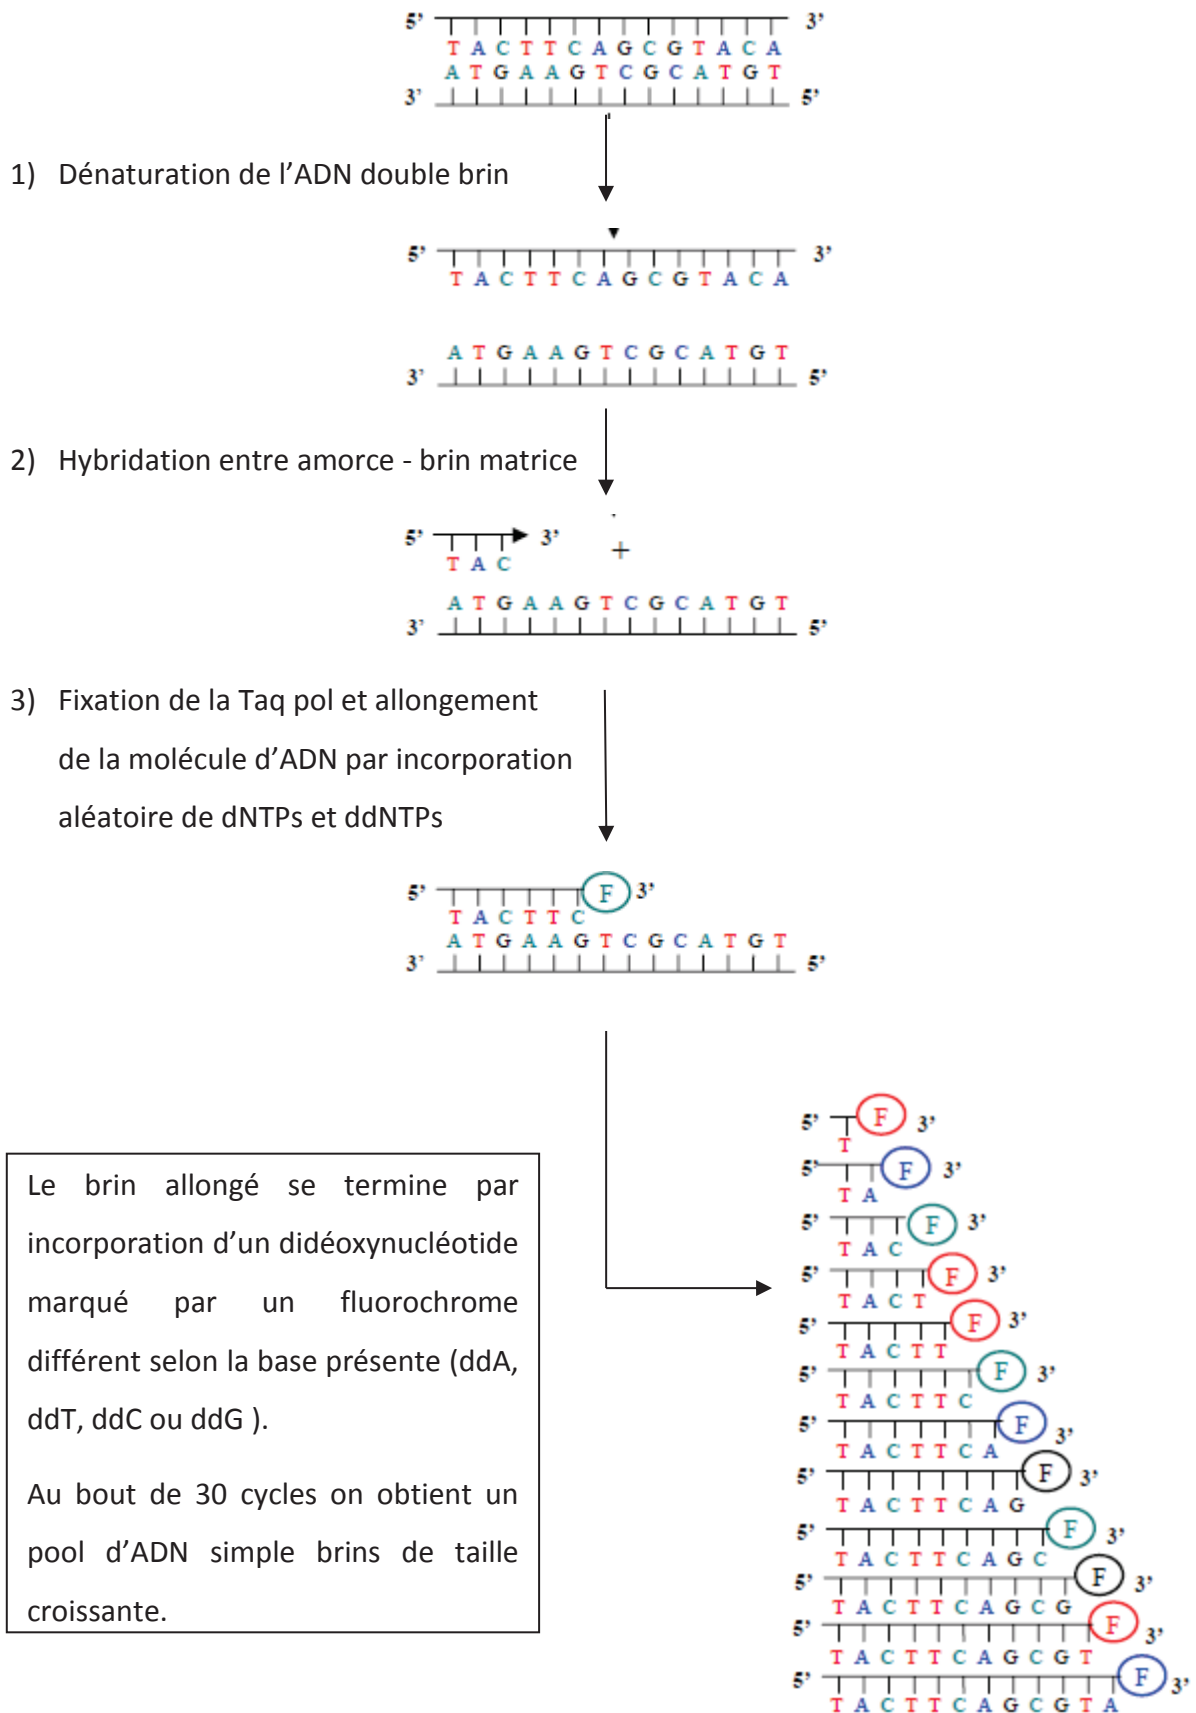 5’ 3’
T A C T T C A G C G T A C A
A T G A A G T C G C A T G T
3’ 5’
1) Dénaturation de l’ADN double brin
5’ 3’
T A C T T C A G C G T A C A
A T G A A G T C G C A T G T
3’ 5’
2) Hybridation entre amorce - brin matrice
5’ 3’
+
T A C
A T G A A G T C G C A T G T
3’ 5’
3) Fixation de la Taq pol et allongement
de la molécule d’ADN par incorporation
aléatoire de dNTPs et ddNTPs
5’ F 3’
T A C T T C
A T G A A G T C G C A T G T
3’ 5’
Le brin allongé se termine par
incorporation d’un didéoxynucléotide
marqué par un fluorochrome
différent selon la base présente (ddA,
ddT, ddC ou ddG ).
Au bout de 30 cycles on obtient un
pool d’ADN simple brins de taille
croissante.
5’ F 3’
T
5’ F 3’
T A
5’ F 3’
T A C
5’ F 3’
T A C T
5’ F 3’
T A C T T
5’ F 3’
T A C T T C
5’ F 3’
T A C T T C A
5’ F 3’
T A C T T C A G
5’ F 3’
T A C T T C A G C
5’ F 3’
T A C T T C A G C G
5’ F 3’
T A C T T C A G C G T
5’ F 3’
T A C T T C A G C G T A